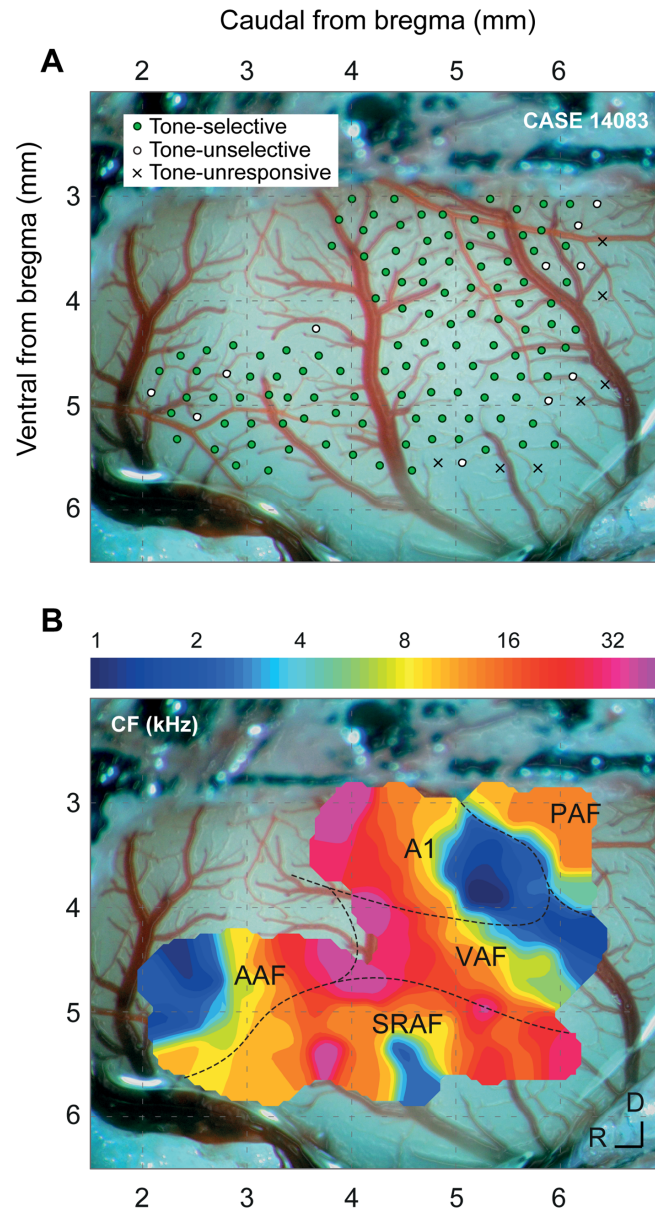 Caudal from bregma (mm)
A
2 3 4 5 6
Ventral from bregma (mm)
3
4
5
6
Tone-selective
Tone-unselective
Tone-unresponsive
CASE 14083
B
1 2 4 8 16 32
CF (kHz)
3
4
5
6
PAF
A1
VAF
AAF
SRAF
D
R
2 3 4 5 6